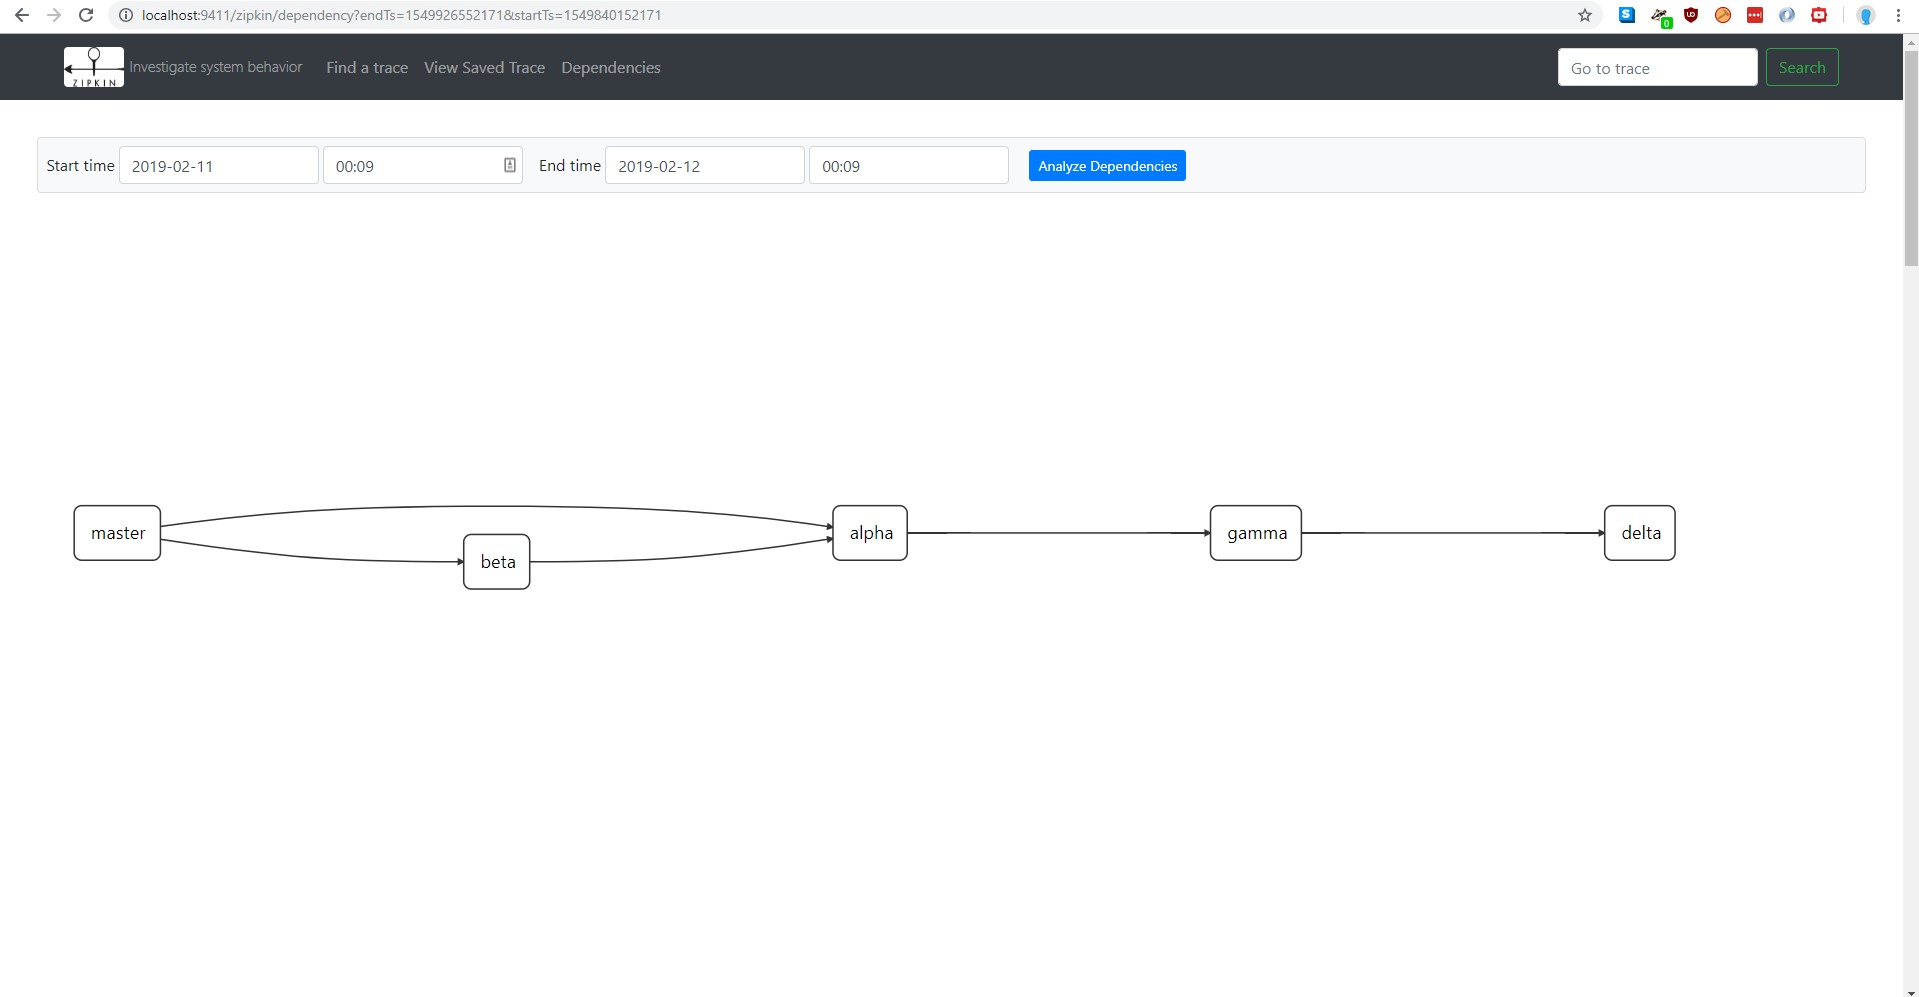 localhost:9411/zipkin/dependency?endTs=1549926552171&startTs=1549840152171
0
ZIPKIN Investigate system behavior Find a trace View Saved Trace Dependencies Go to trace Search
Start time 2019-02-11 00:09 End time 2019-02-12 00:09 Analyze Dependencies
master alpha gamma delta
beta